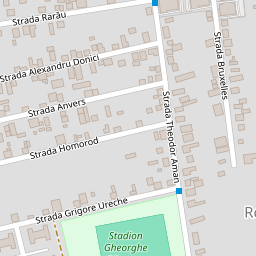 Strada Rarău
Strada Alexandru Donici
Strada Bruxelles
Strada Anvers
Strada Theodor Aman
Strada Homorod
Strada Grigore Ureche
Stadion
Gheorghe